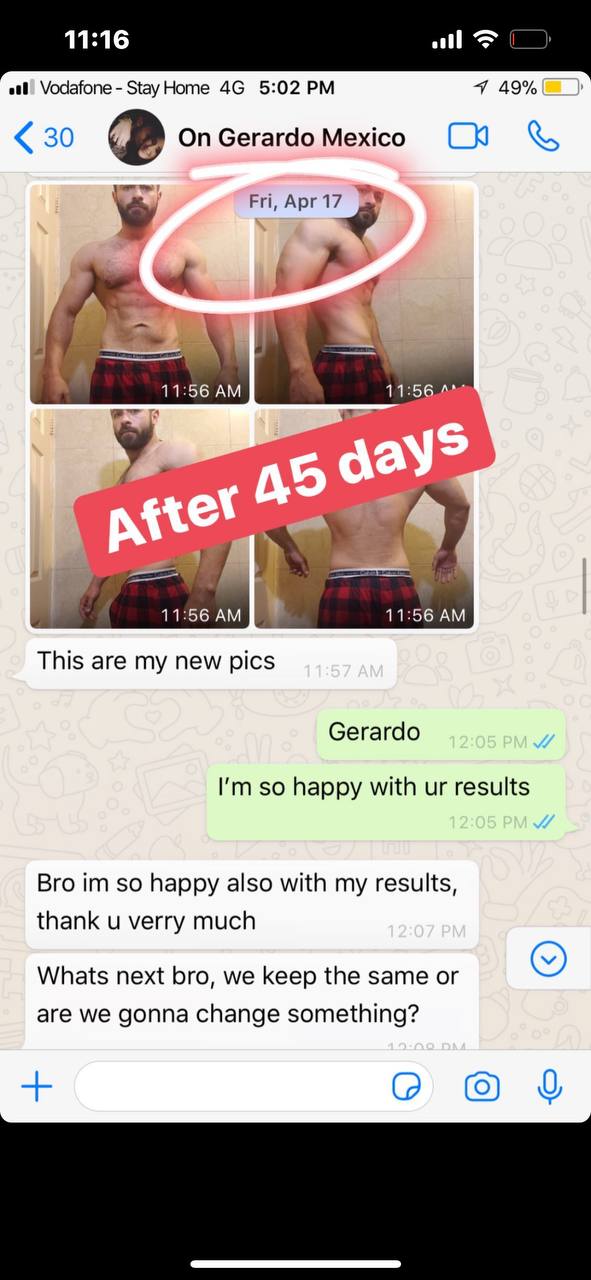 11:16
Vodafone - Stay Home 4G 5:02 PM 49%
30 On Gerardo Mexico
Fri, Apr 17
11:56 AM 11:56 AM
After 45 days
11:56 AM 11:56 AM
This are my new pics 11:57 AM
Gerardo 12:05 PM
I'm so happy with ur results
12:05 PM
Bro im so happy also with my results,
thank u verry much 12:07 PM
Whats next bro, we keep the same or
are we gonna change something?
12:08 PM